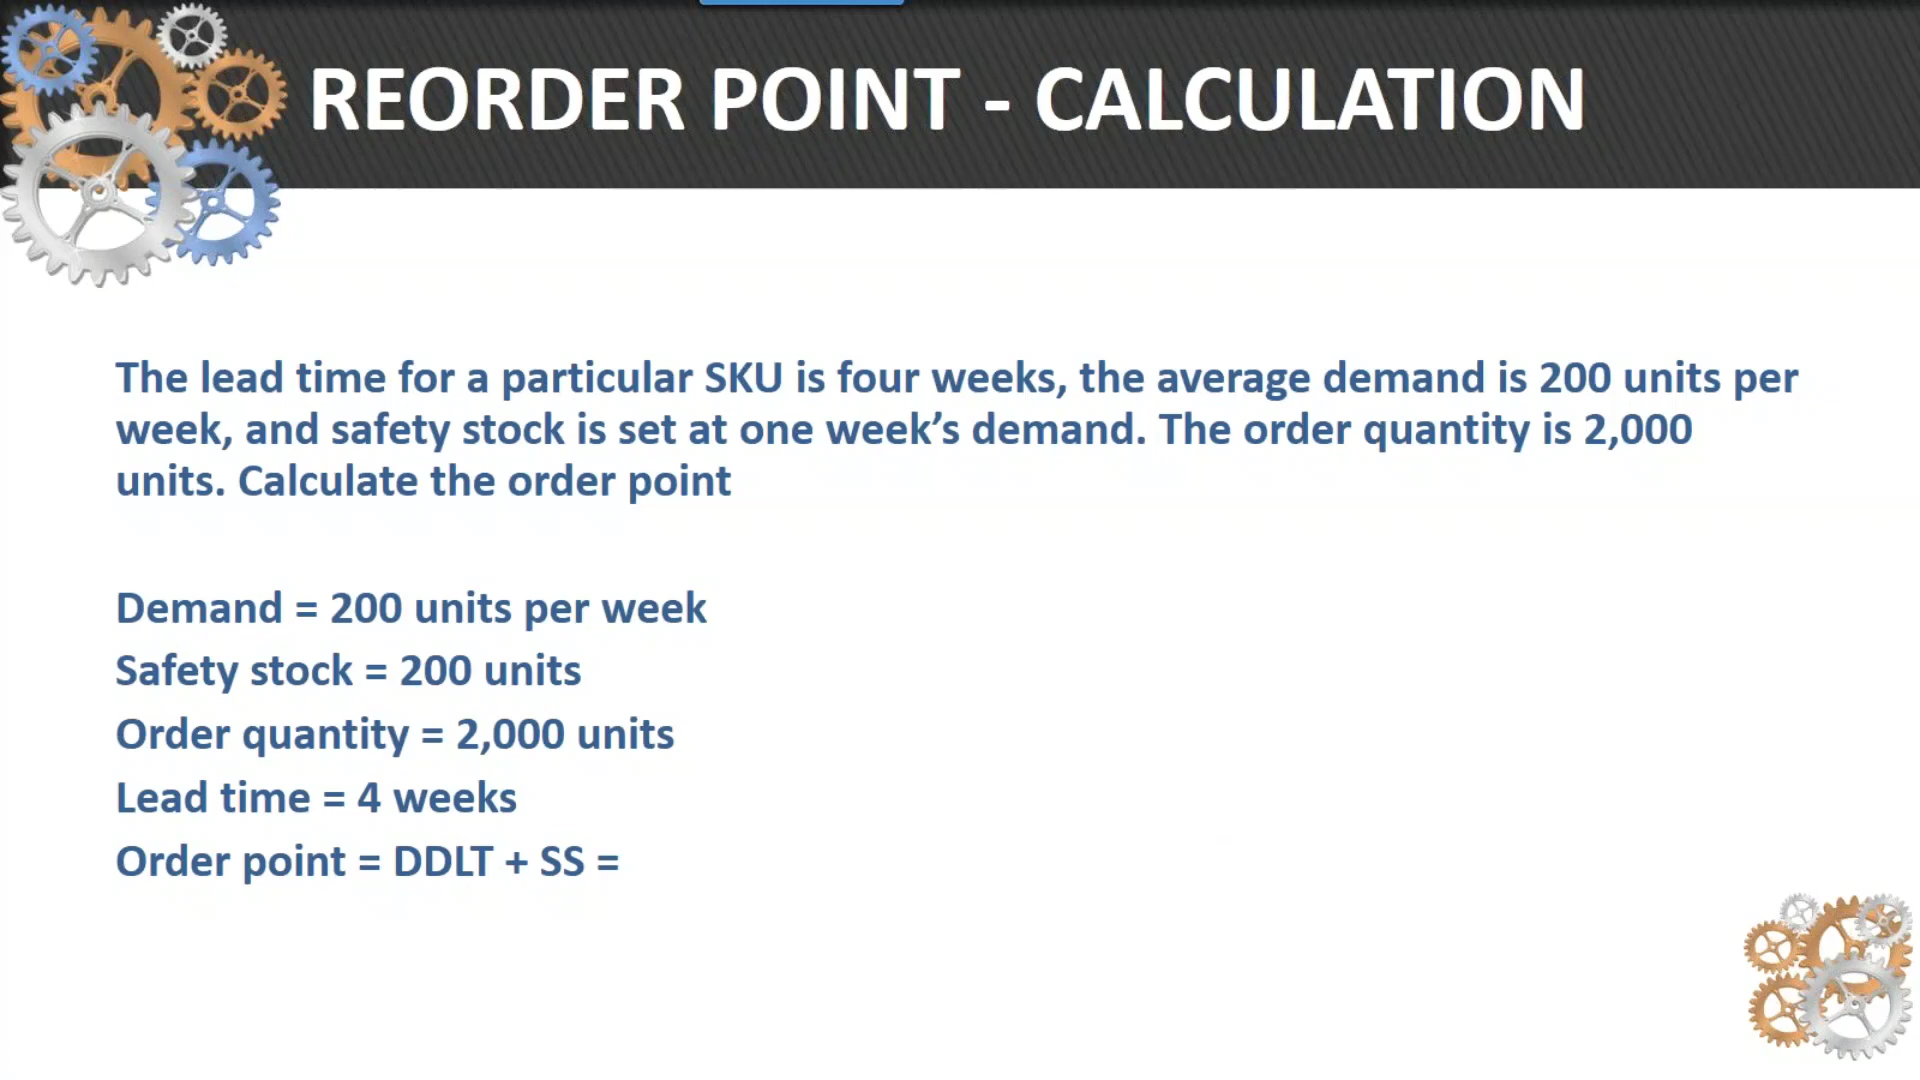 REORDER POINT - CALCULATION
The lead time for a particular SKU is four weeks, the average demand is 200 units per
week, and safety stock is set at one week’s demand. The order quantity is 2,000
units. Calculate the order point
Demand = 200 units per week
Safety stock = 200 units
Order quantity = 2,000 units
Lead time = 4 weeks
Order point = DDLT + SS =